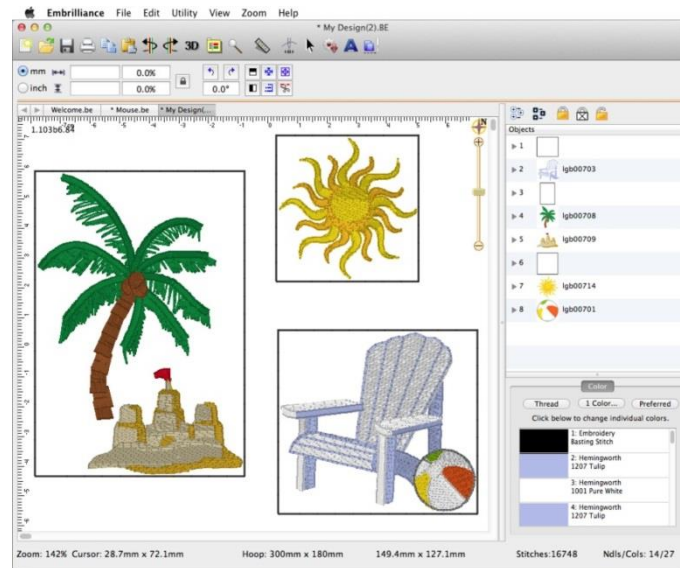 Embrilliance File Edit Utility View Zoom Help
* My Design(2).BE
3D A
mm 0.0%
inch 0.0% 0.0°
Welcome.be * Mouse.be * My Design(...
1.103b6.84
N
Objects
1
2 lgb00703
3
4 lgb00708
5 lgb00709
6
7 lgb00714
8 lgb00701
Color
Thread 1 Color... Preferred
Click below to change individual colors.
1: Embroidery
Basting Stitch
2: Hemingworth
1207 Tulip
3: Hemingworth
1001 Pure White
4: Hemingworth
1207 Tulip
Zoom: 142% Cursor: 28.7mm x 72.1mm Hoop: 300mm x 180mm 149.4mm x 127.1mm Stitches:16748 Ndls/Cols: 14/27